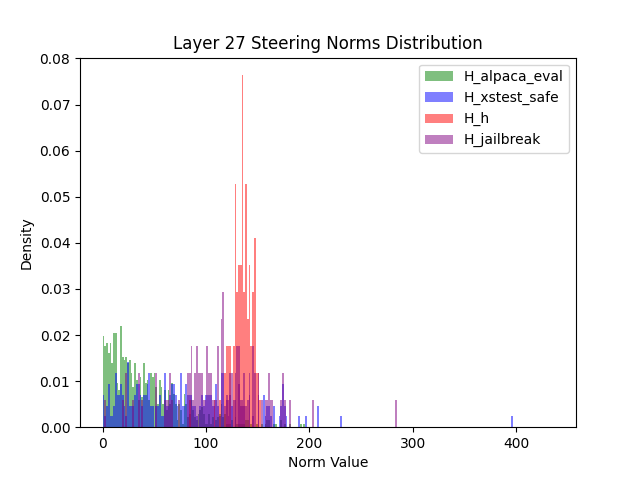 Layer 27 Steering Norms Distribution
H_alpaca_eval
H_xstest_safe
H_h
H_jailbreak
Density
0.08
0.07
0.06
0.05
0.04
0.03
0.02
0.01
0.00
0
100
200
300
400
Norm Value